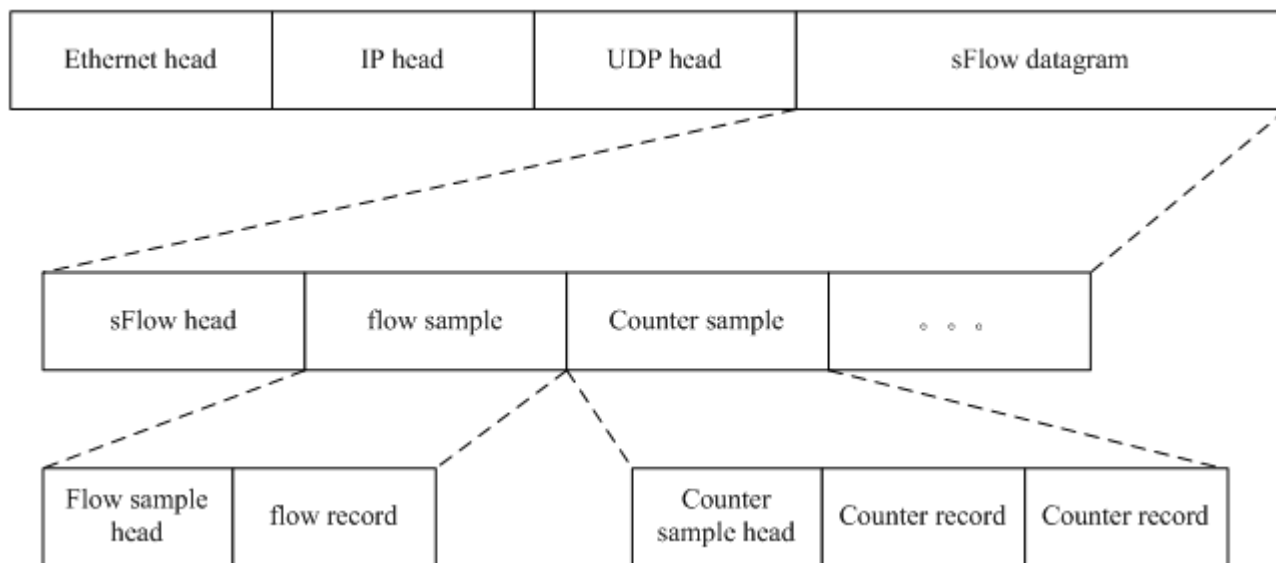 Ethernet head
IP head
UDP head
sFlow datagram
sFlow head
flow sample
Counter sample
Flow sample
head
flow record
Counter
sample head
Counter record
Counter record